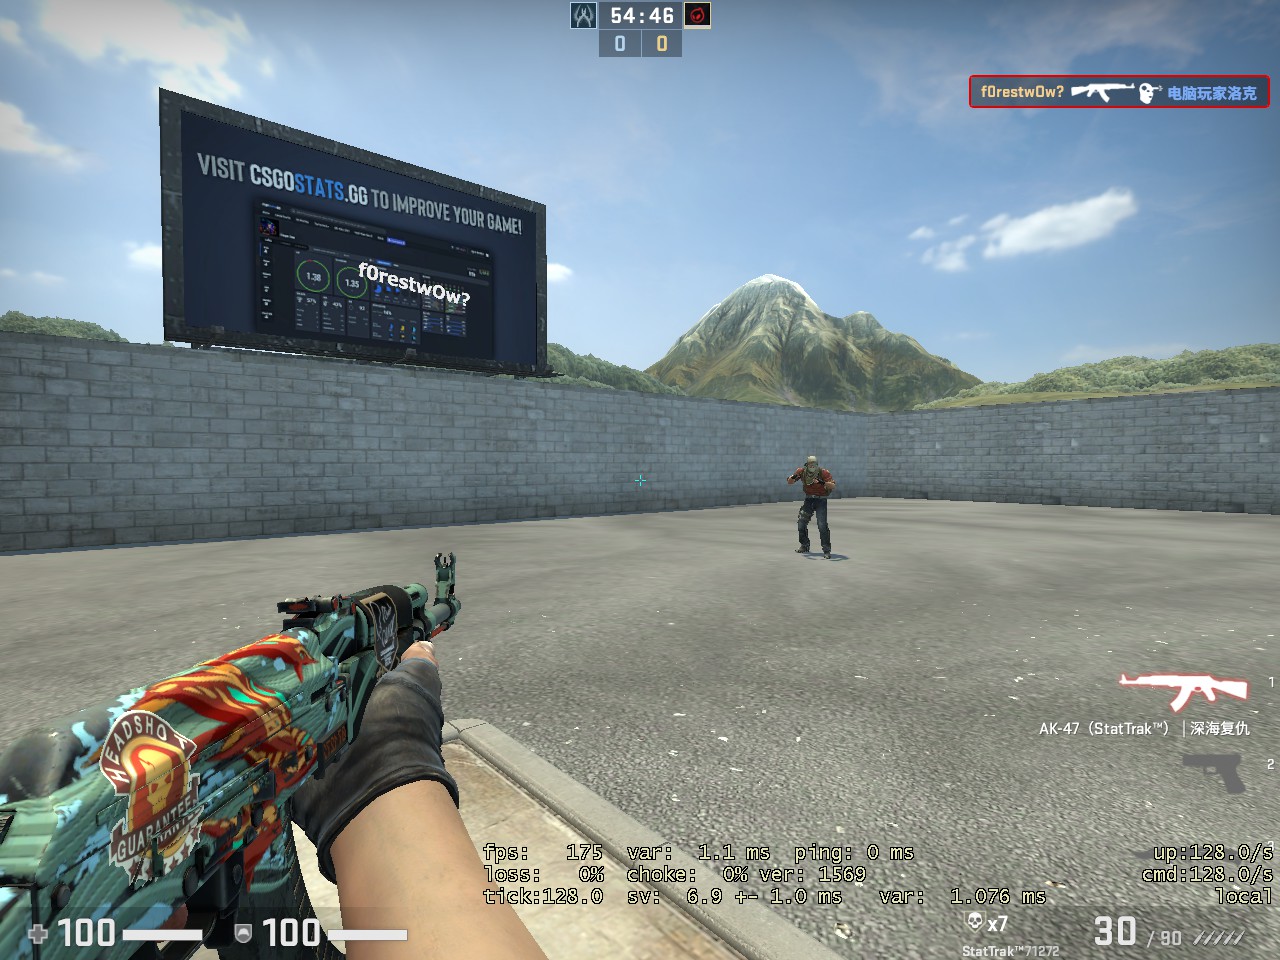 54:46
0 0
f0restwOw? 电脑玩家洛克
VISIT CSGOSTATS.GG TO IMPROVE YOUR GAME!
1.38
1.35
f0restwOw?
1
AK-47（StatTrak™） | 深海复仇
2
HEADSHOT
GUARANTEE
fps: 175 var: 1.1 ms ping: 0 ms
loss: 0% choke: 0% ver: 1569
tick:128.0 sv: 6.9 +- 1.0 ms var: 1.076 ms
up:128.0/s
cmd:128.0/s
local
100 100
x7
StatTrak™71272
30 / 90